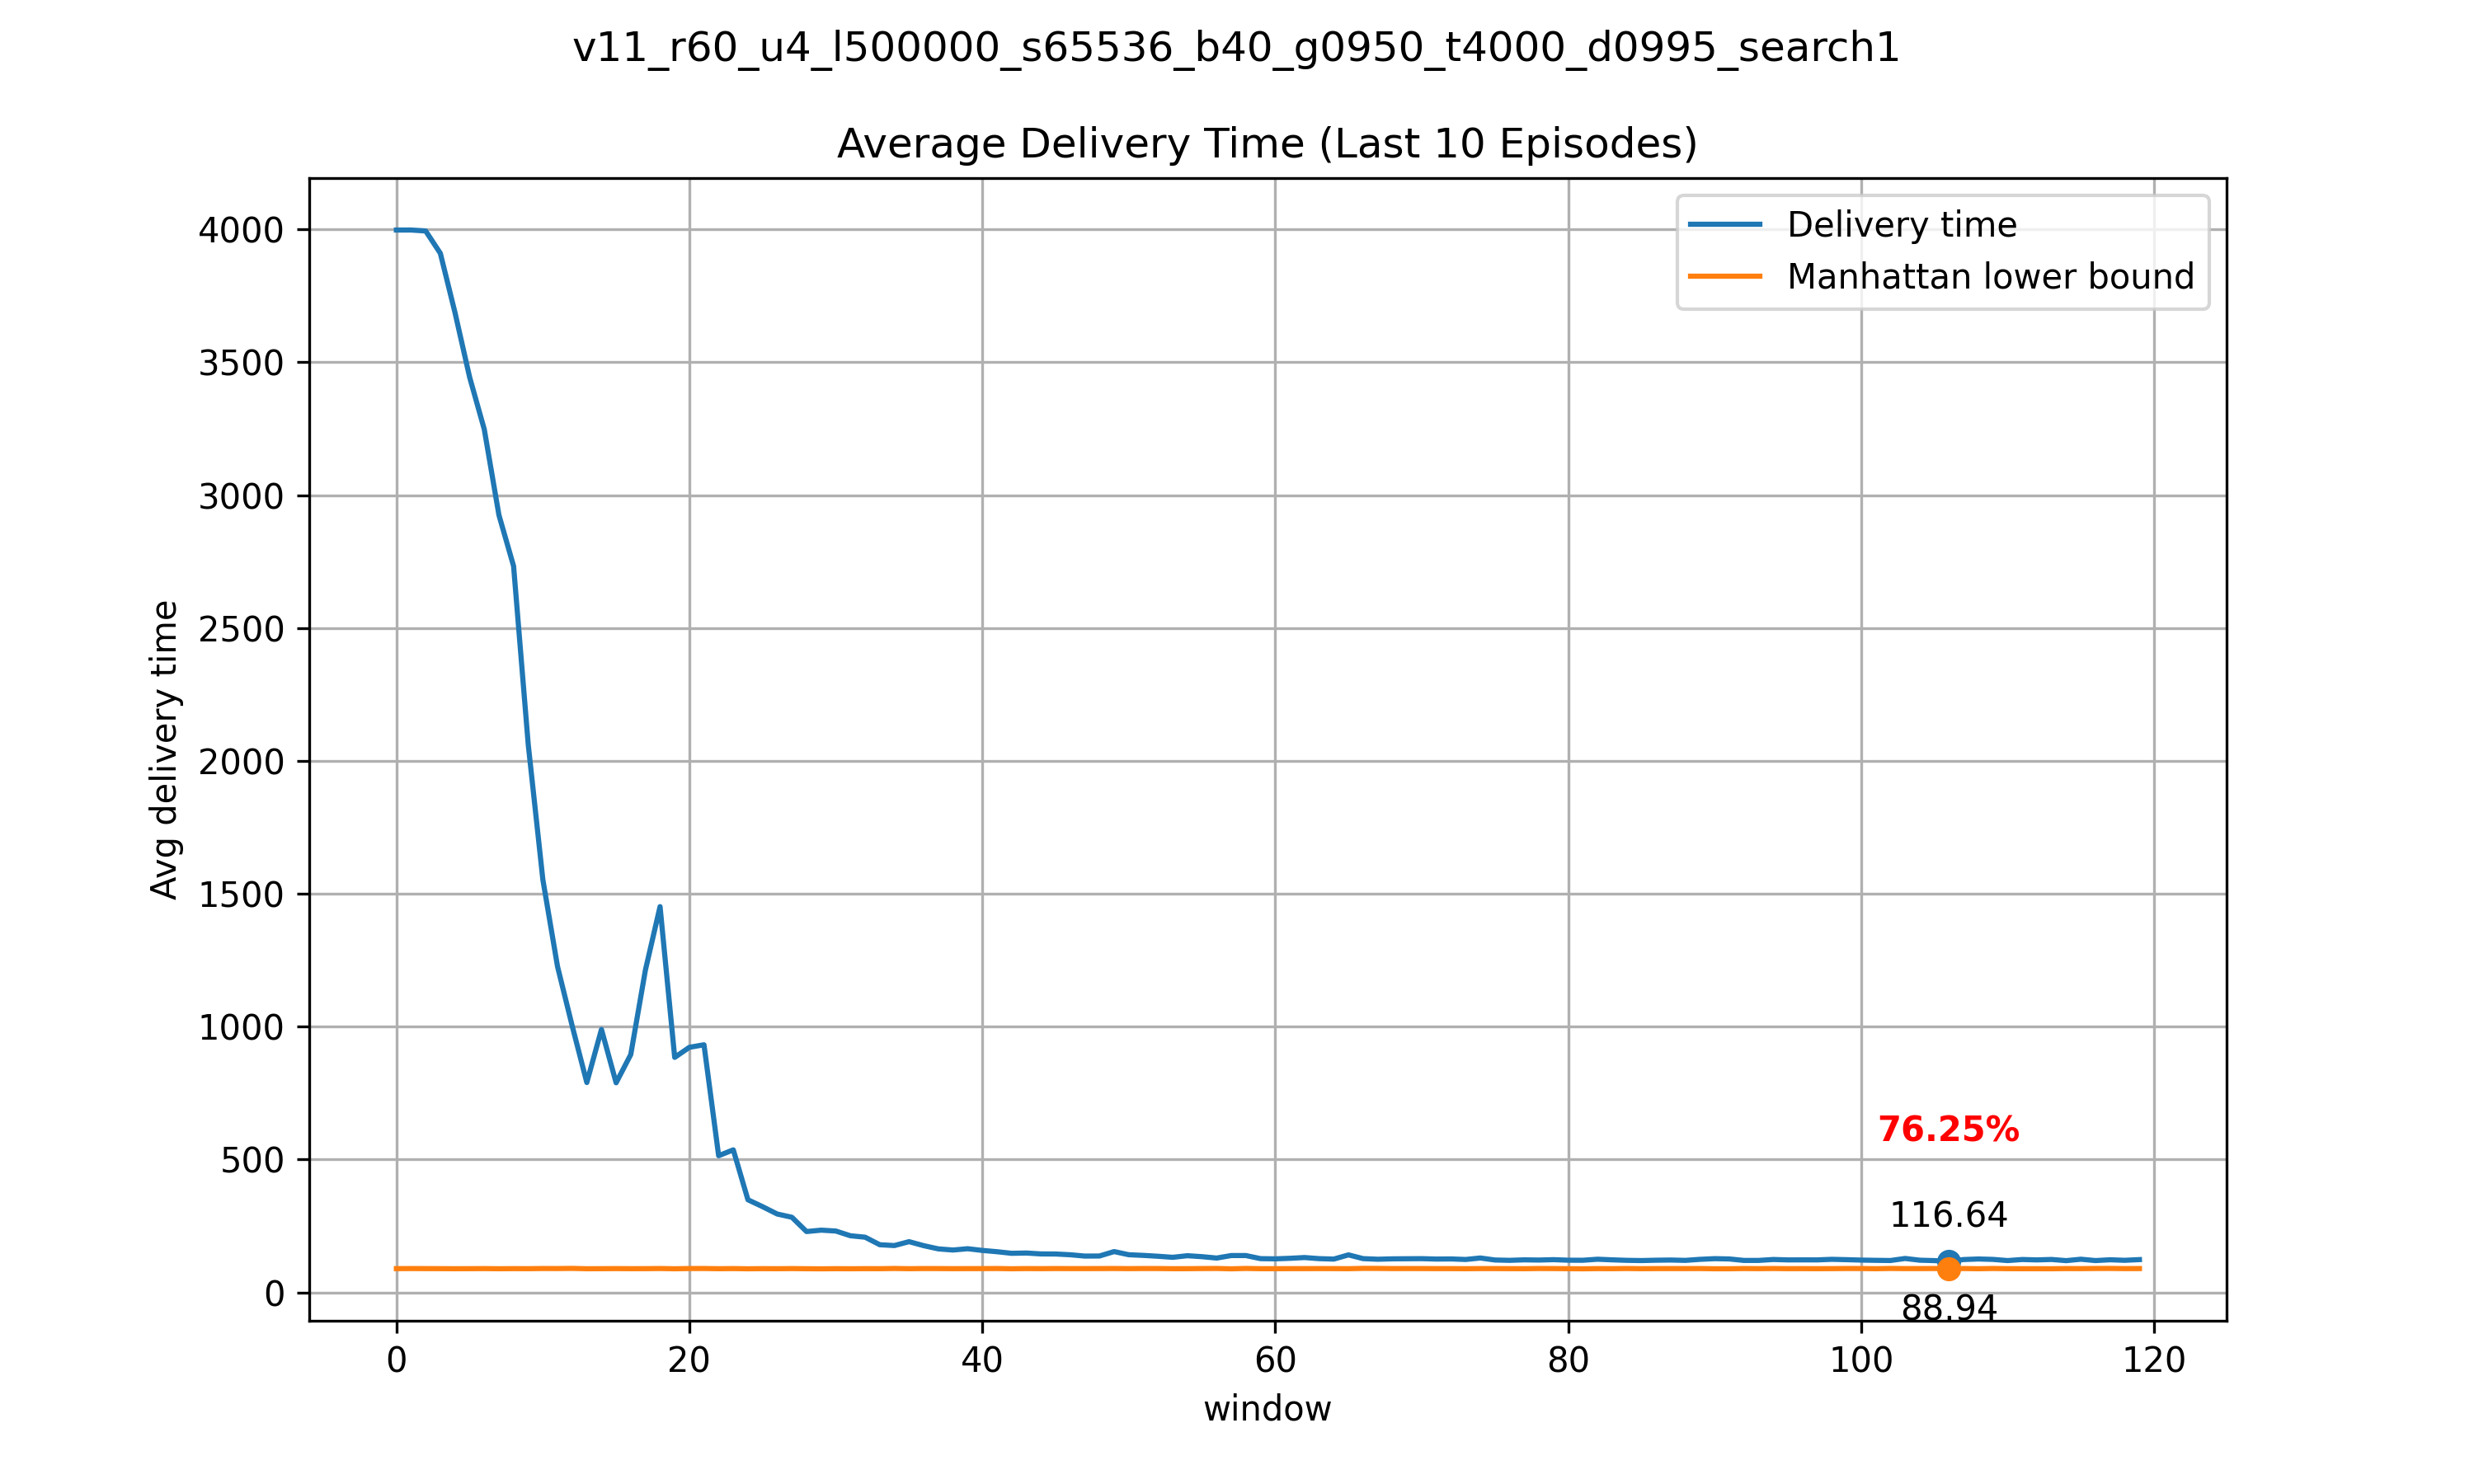 v11_r60_u4_l500000_s65536_b40_g0950_t4000_d0995_search1
Average Delivery Time (Last 10 Episodes)
Delivery time
Manhattan lower bound
4000
3500
3000
2500
2000
1500
1000
500
0
Avg delivery time
76.25%
116.64
88.94
0 20 40 60 80 100 120
window